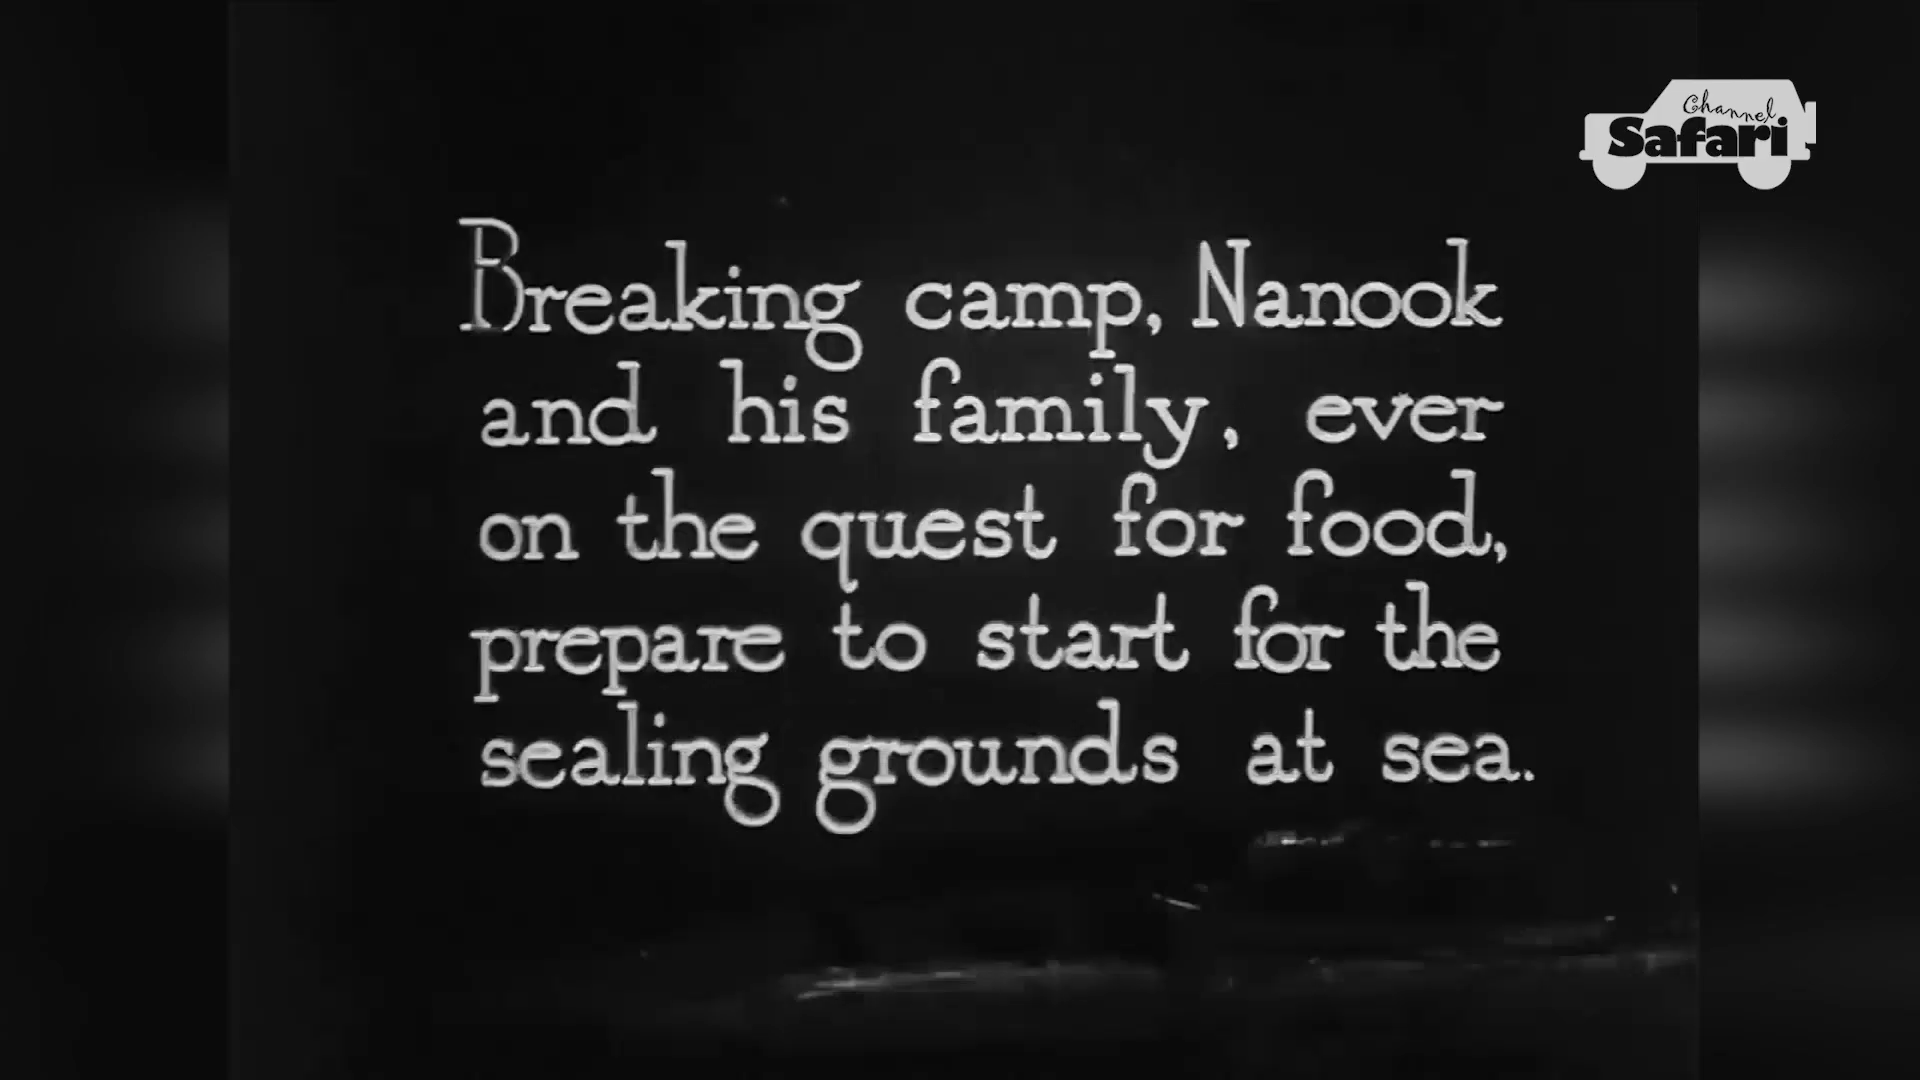 Channel
Safari
Breaking camp, Nanook
and his family, ever
on the quest for food,
prepare to start for the
sealing grounds at sea.